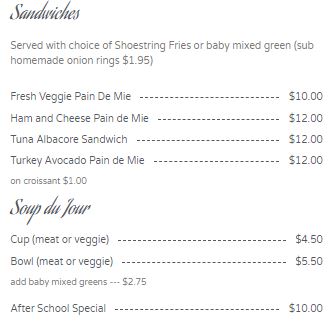 Sandwiches
Served with choice of Shoestring Fries or baby mixed green (sub
homemade onion rings $1.95)
Fresh Veggie Pain De Mie ---------------------------- $10.00
Ham and Cheese Pain de Mie ------------------------ $12.00
Tuna Albacore Sandwich ----------------------------- $12.00
Turkey Avocado Pain de Mie ------------------------- $12.00
on croissant $1.00
Soup du Jour
Cup (meat or veggie) --------------------------------- $4.50
Bowl (meat or veggie) -------------------------------- $5.50
add baby mixed greens --- $2.75
After School Special --------------------------------- $10.00